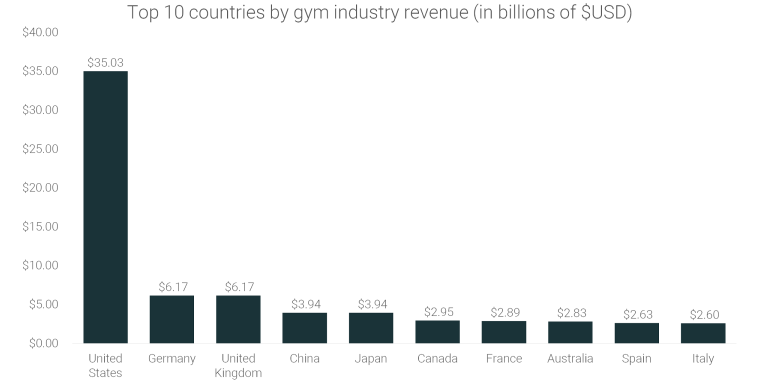 Top 10 countries by gym industry revenue (in billions of $USD)
$40.00
$35.00
$30.00
$25.00
$20.00
$15.00
$10.00
$5.00
$0.00
$35.03
$6.17
$6.17
$3.94
$3.94
$2.95
$2.89
$2.83
$2.63
$2.60
United
States
Germany
United
Kingdom
China
Japan
Canada
France
Australia
Spain
Italy